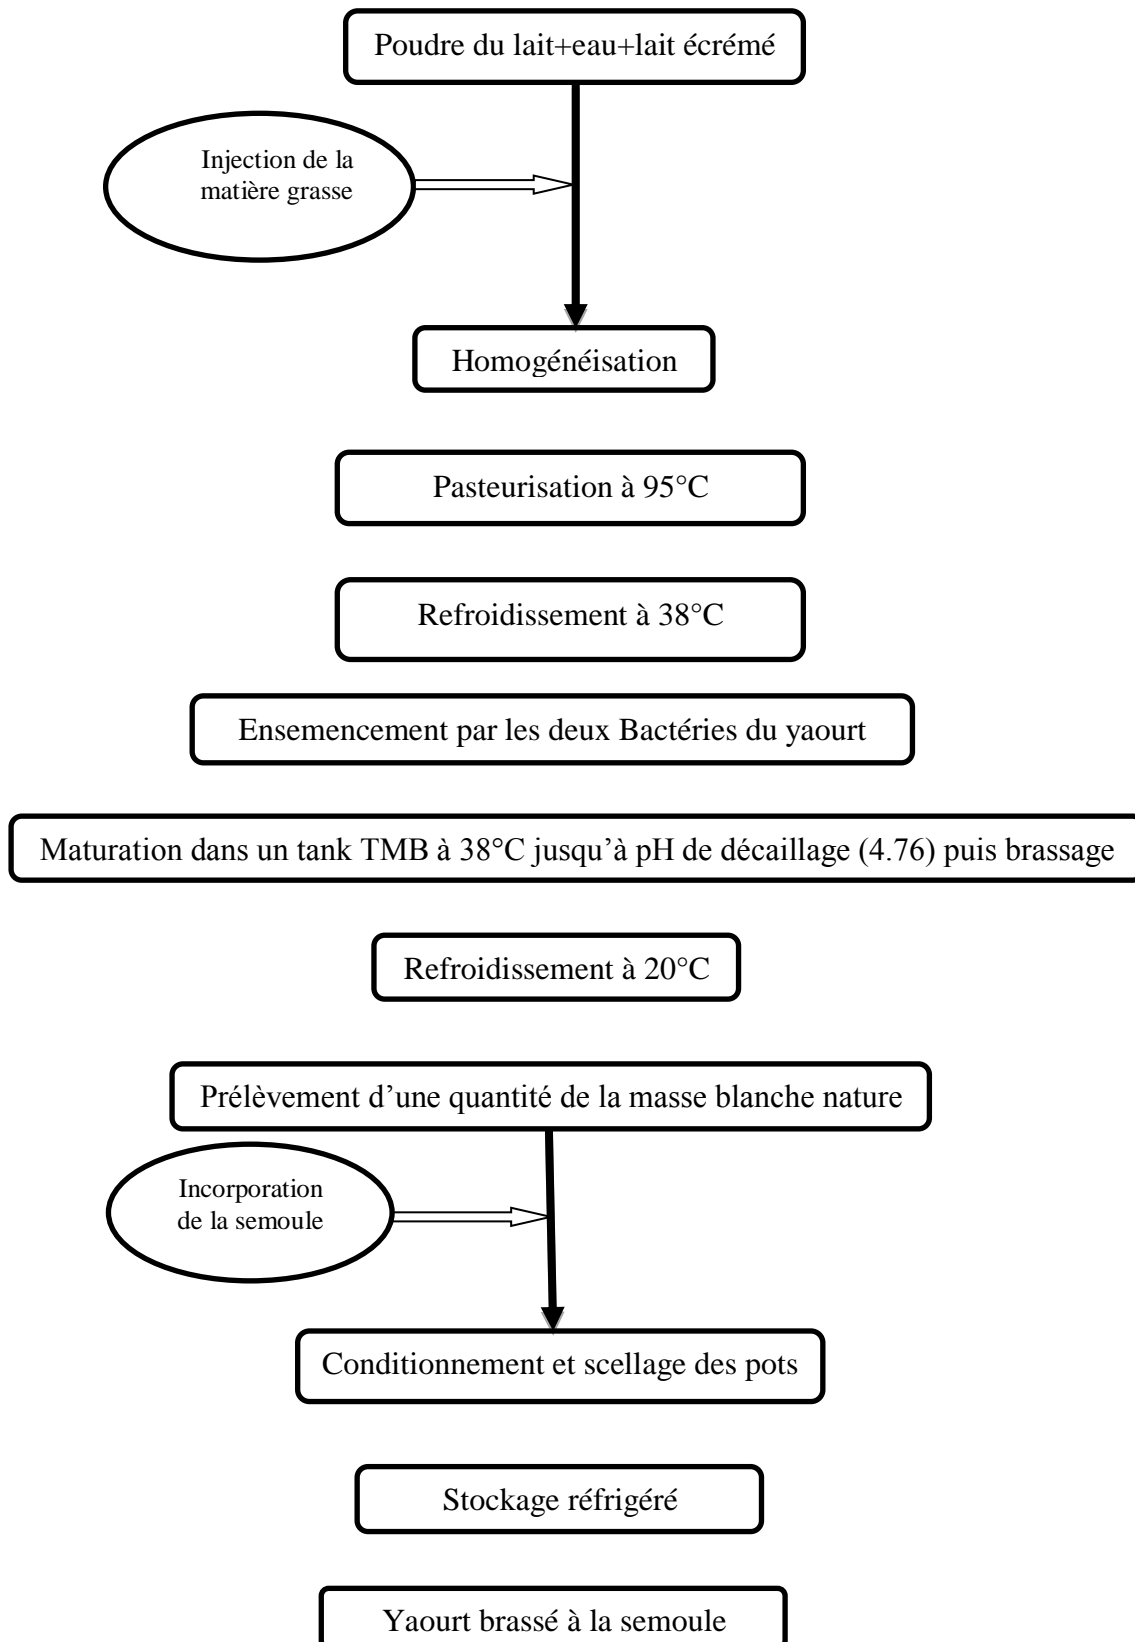 Poudre du lait+eau+lait écrémé
Injection de la
matière grasse
Homogénéisation
Pasteurisation à 95°C
Refroidissement à 38°C
Ensemencement par les deux Bactéries du yaourt
Maturation dans un tank TMB à 38°C jusqu’à pH de décaillage (4.76) puis brassage
Refroidissement à 20°C
Prélèvement d’une quantité de la masse blanche nature
Incorporation
de la semoule
Conditionnement et scellage des pots
Stockage réfrigéré
Yaourt brassé à la semoule